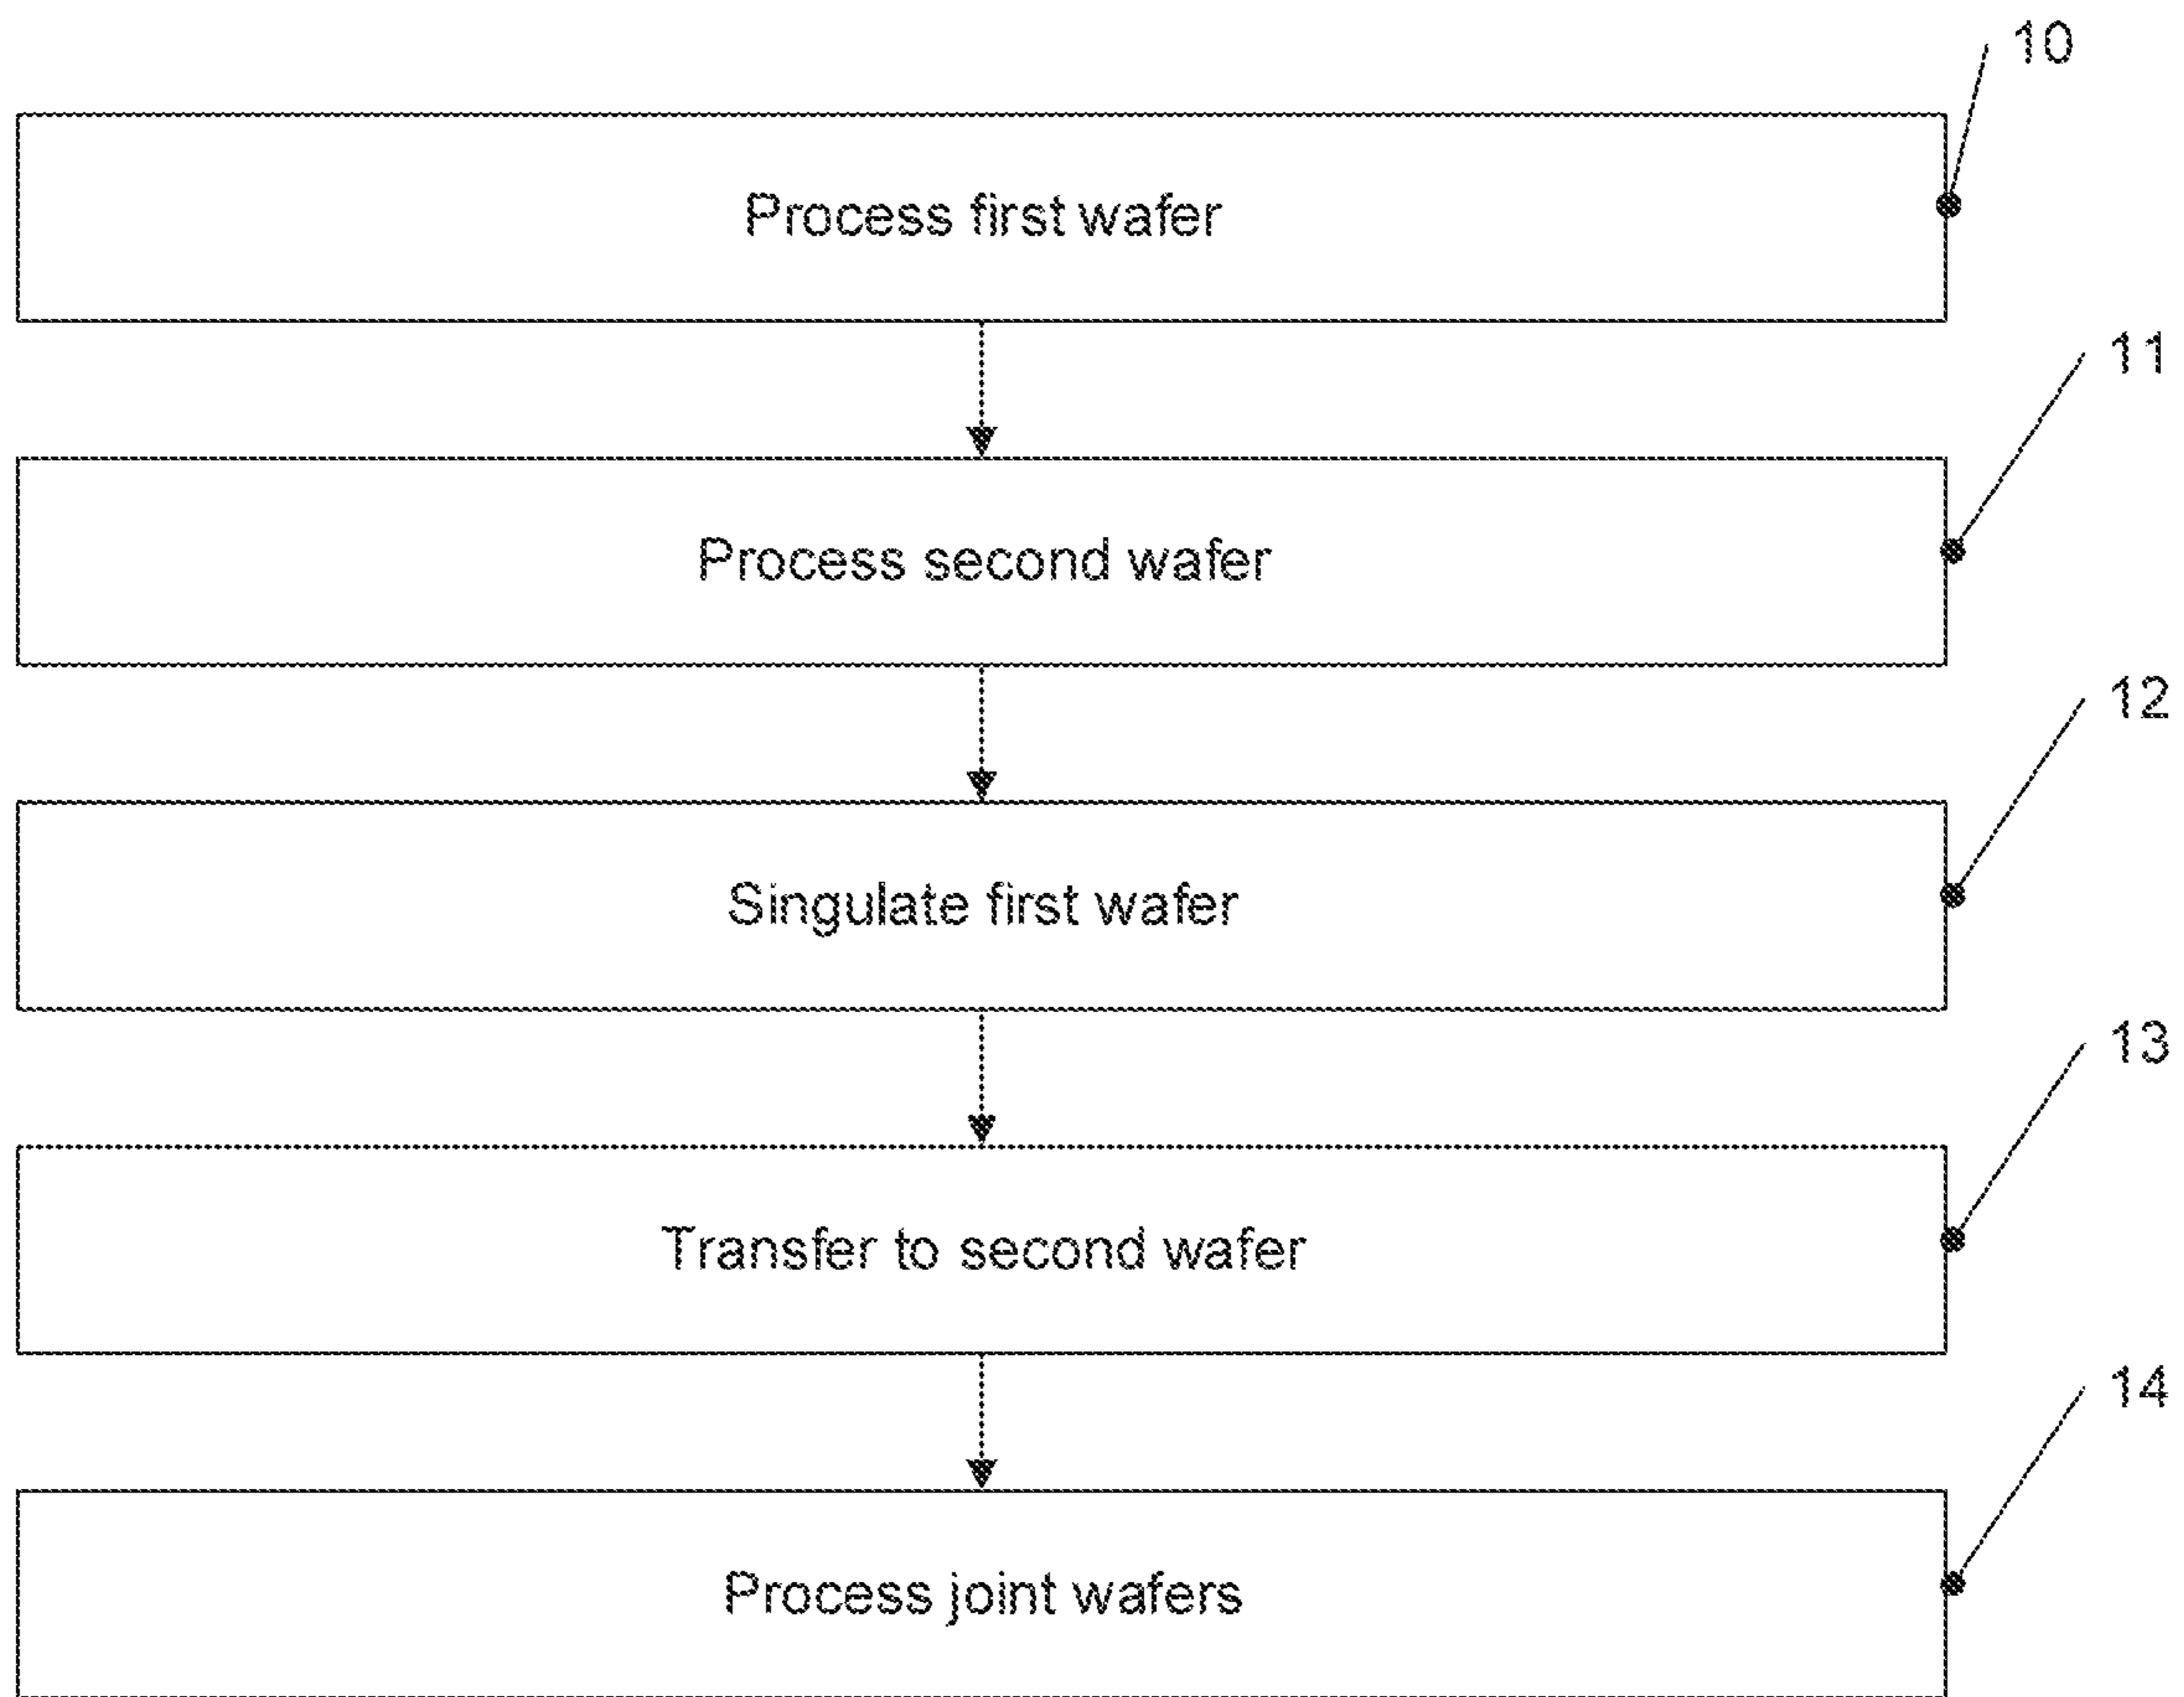 10
Process first wafer
11
Process second wafer
12
Singulate first wafer
13
Transfer to second wafer
14
Process joint wafers